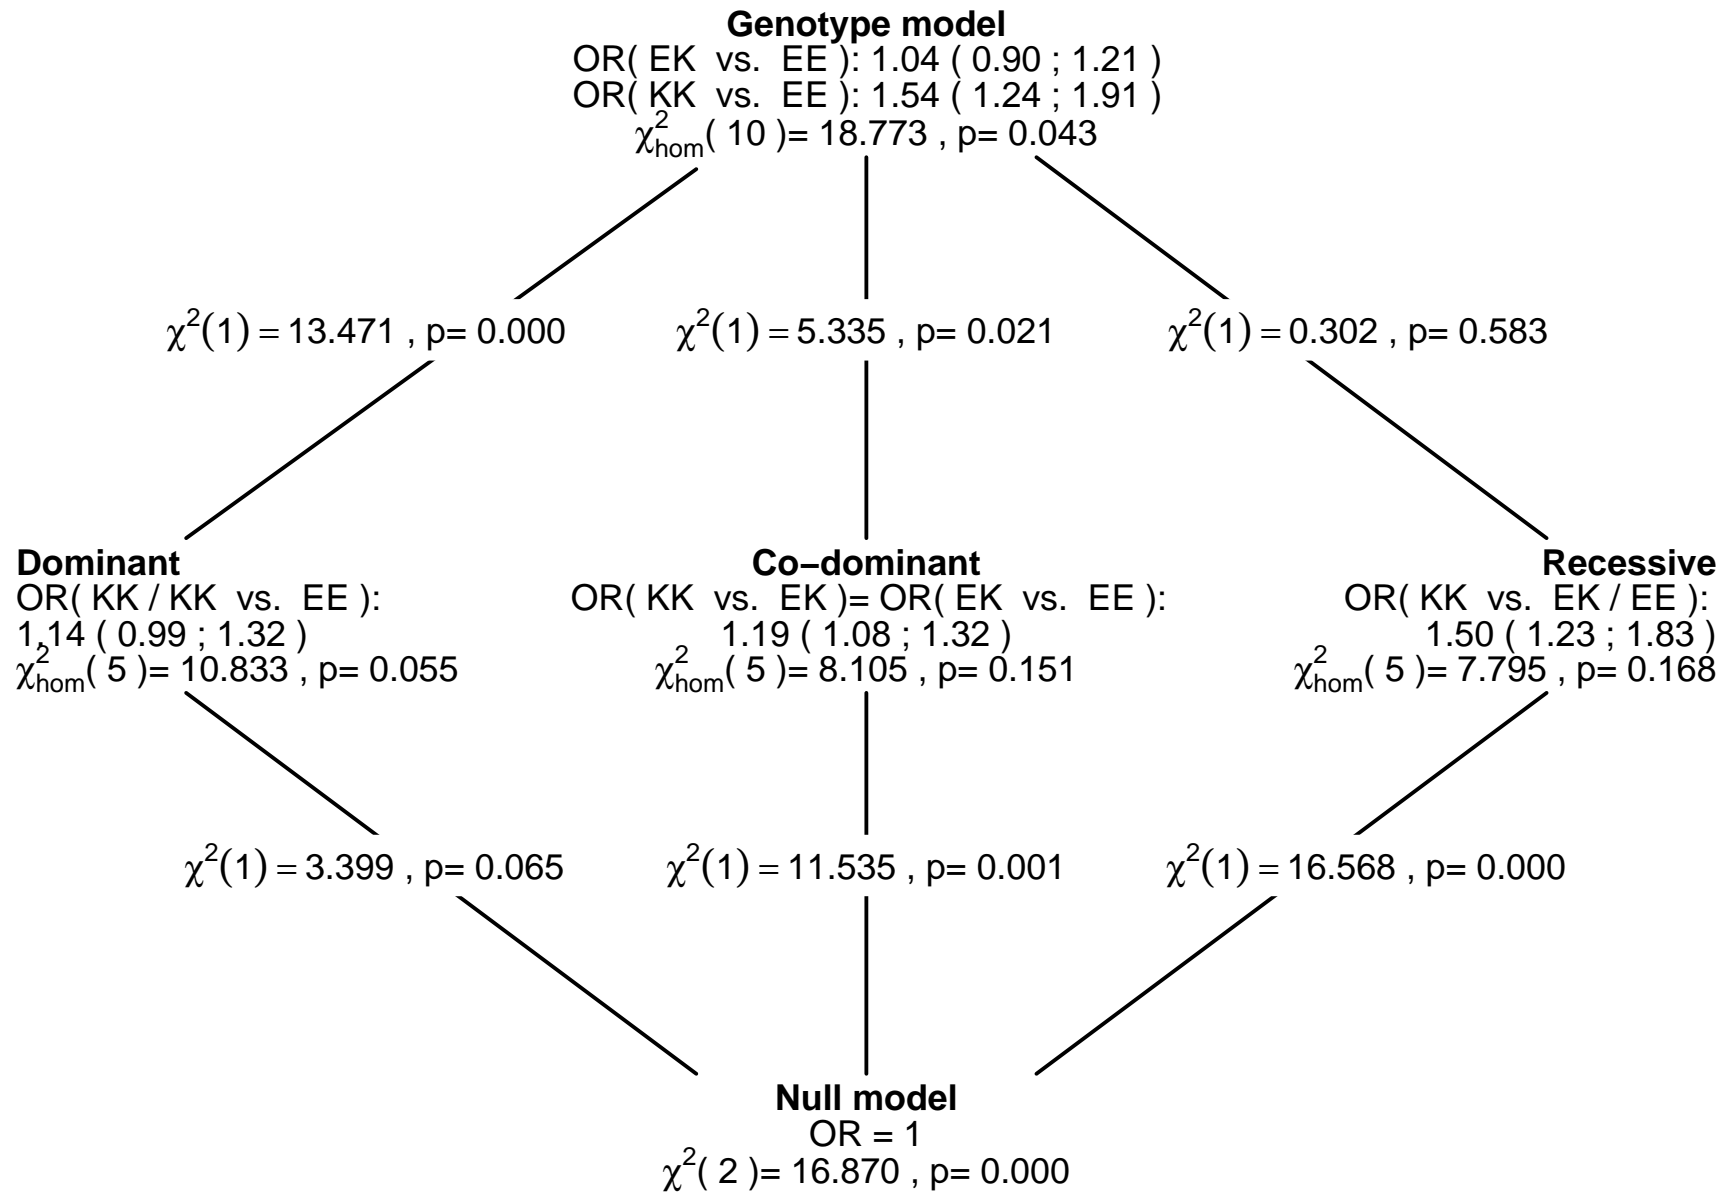 Genotype model
OR( EK vs. EE ): 1.04 ( 0.90 ; 1.21 )
OR( KK vs. EE ): 1.54 ( 1.24 ; 1.91 )
χ²hom( 10 )= 18.773 , p= 0.043
χ²(1) = 13.471 , p= 0.000
χ²(1) = 5.335 , p= 0.021
χ²(1) = 0.302 , p= 0.583
Dominant
OR( KK / KK vs. EE ):
1.14 ( 0.99 ; 1.32 )
χ²hom( 5 )= 10.833 , p= 0.055
Co−dominant
OR( KK vs. EK )= OR( EK vs. EE ):
1.19 ( 1.08 ; 1.32 )
χ²hom( 5 )= 8.105 , p= 0.151
Recessive
OR( KK vs. EK / EE ):
1.50 ( 1.23 ; 1.83 )
χ²hom( 5 )= 7.795 , p= 0.168
χ²(1) = 3.399 , p= 0.065
χ²(1) = 11.535 , p= 0.001
χ²(1) = 16.568 , p= 0.000
Null model
OR = 1
χ²( 2 )= 16.870 , p= 0.000